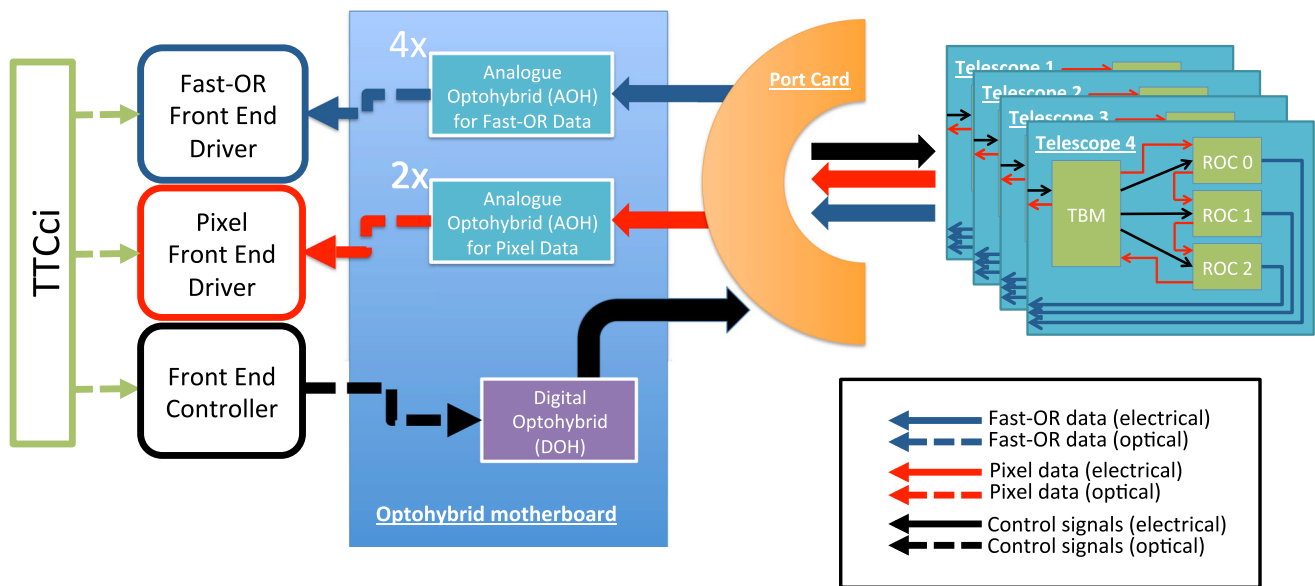 TTCci
Fast-OR
Front End
Driver
Pixel
Front End
Driver
Front End
Controller
4x
Analogue
Optohybrid (AOH)
for Fast-OR Data
2x
Analogue
Optohybrid (AOH)
for Pixel Data
Digital
Optohybrid
(DOH)
Optohybrid motherboard
Port Card
Telescope 1
Telescope 2
Telescope 3
Telescope 4
TBM
ROC 0
ROC 1
ROC 2
Fast-OR data (electrical)
Fast-OR data (optical)
Pixel data (electrical)
Pixel data (optical)
Control signals (electrical)
Control signals (optical)